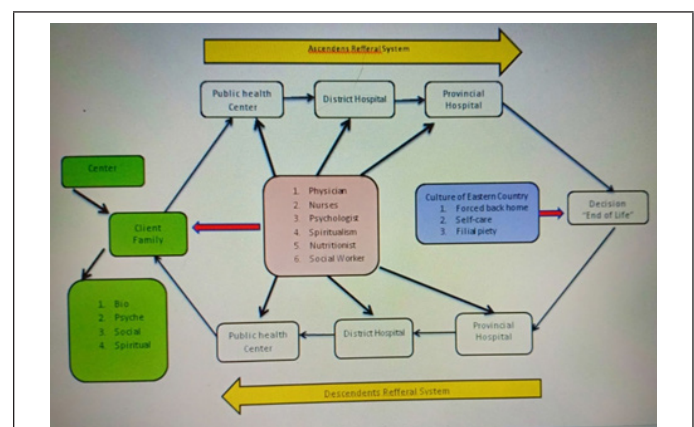 Ascendens Refferal System
Public health
Center
District Hospital
Provincial
Hospital
Center
Client
Family
1. Physician
2. Nurses
3. Psychologist
4. Spiritualism
5. Nutritionist
6. Social Worker
Culture of Eastern Country
1. Forced back home
2. Self-care
3. Filial piety
Decision
"End of Life"
1. Bio
2. Psyche
3. Social
4. Spiritual
Public health
Center
District Hospital
Provincial
Hospital
Descendents Refferal System